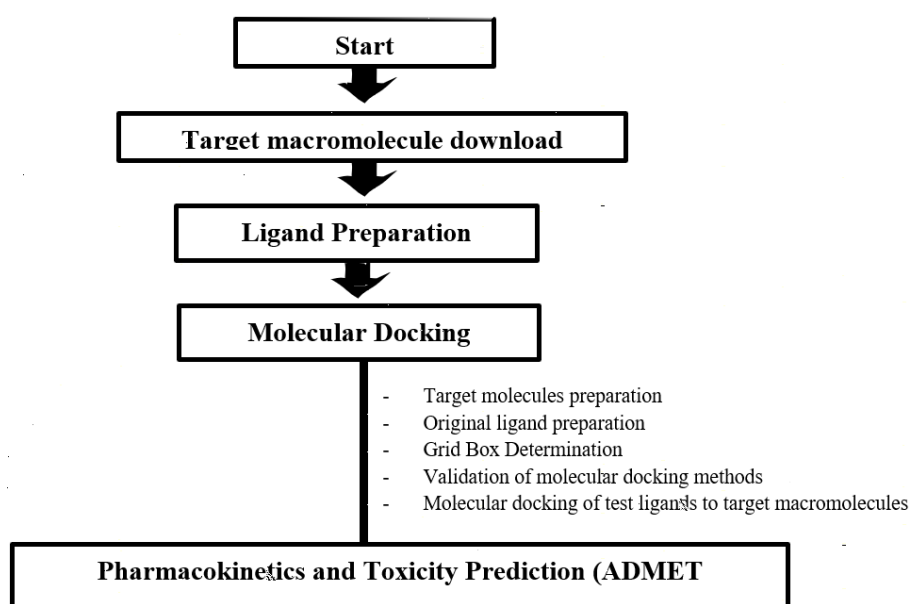 Start
Target macromolecule download
Ligand Preparation
Molecular Docking
- Target molecules preparation
- Original ligand preparation
- Grid Box Determination
- Validation of molecular docking methods
- Molecular docking of test ligands to target macromolecules
Pharmacokinetics and Toxicity Prediction (ADMET